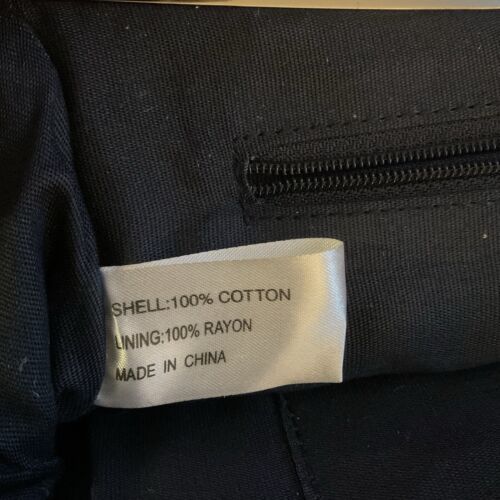 SHELL:100% COTTON
LINING:100% RAYON
MADE IN CHINA